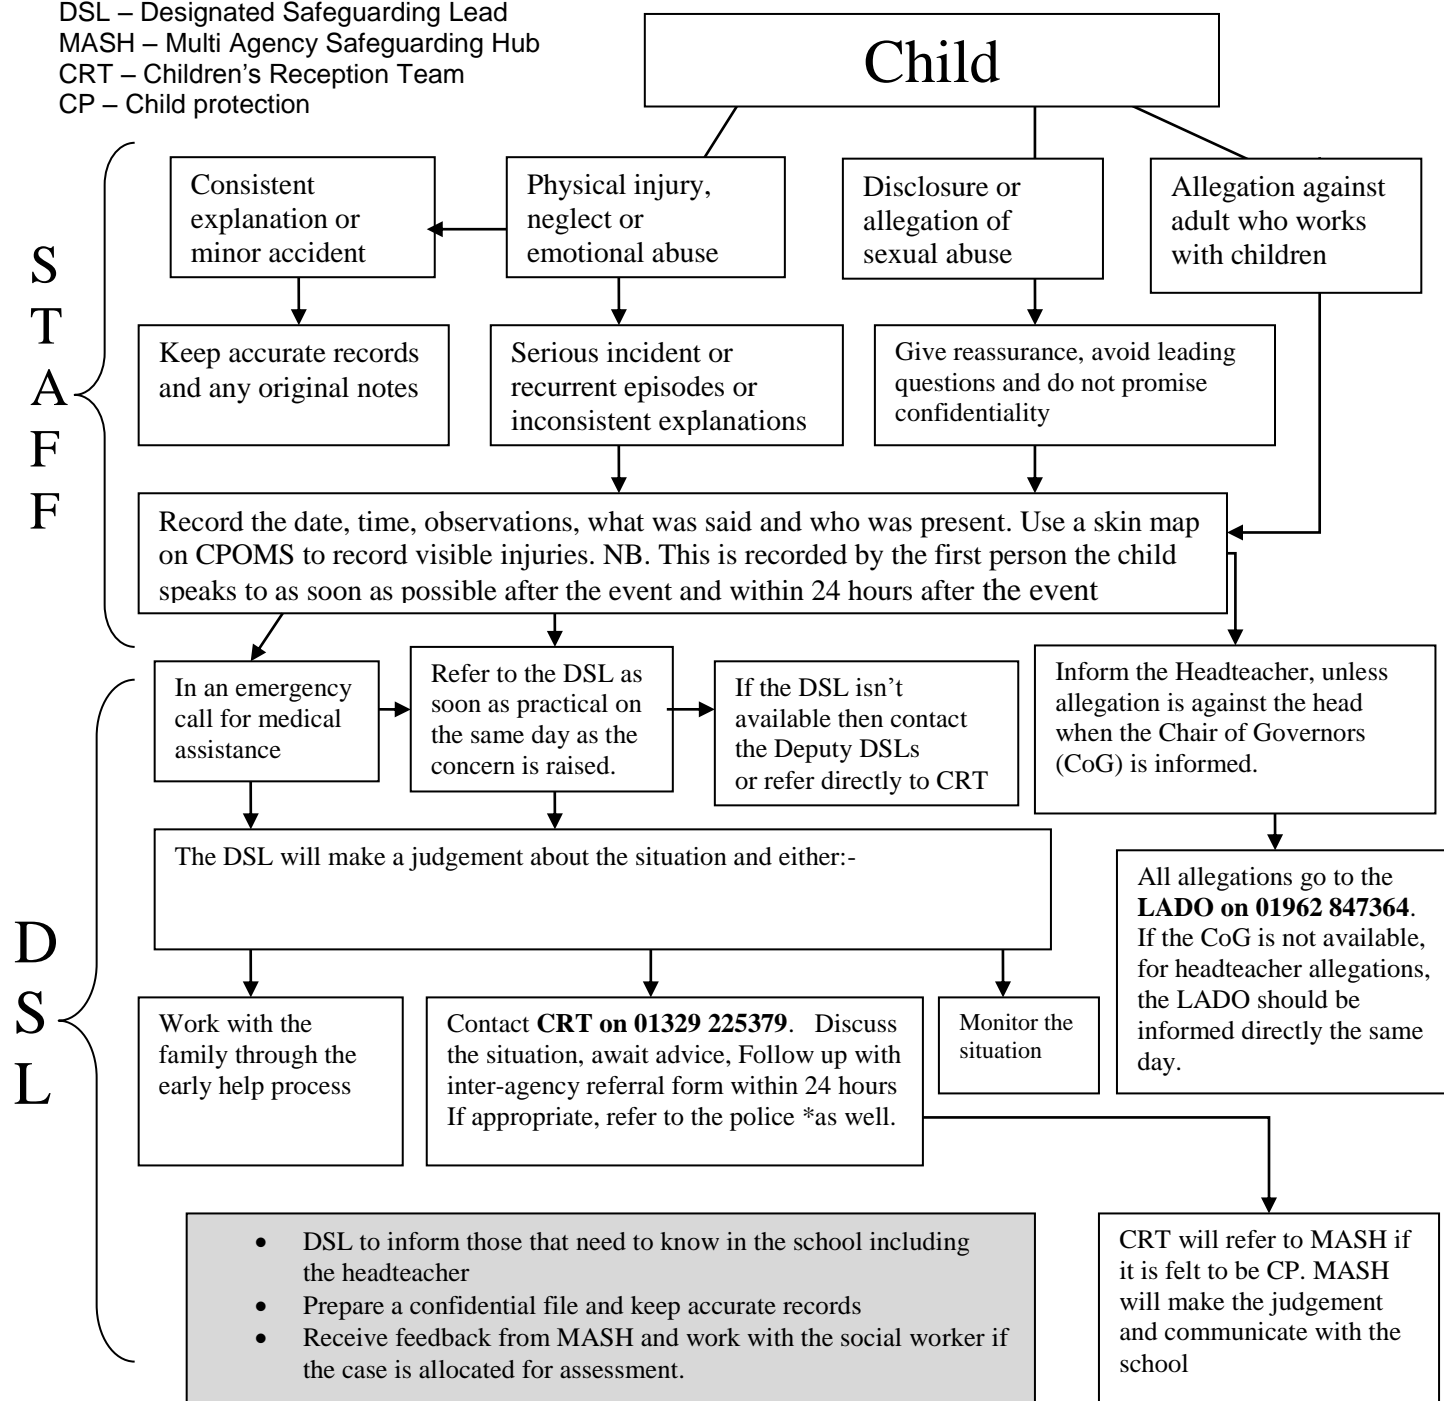 DSL – Designated Safeguarding Lead
MASH – Multi Agency Safeguarding Hub
CRT – Children's Reception Team
CP – Child protection
Child
S
T
A
F
F
Consistent
explanation or
minor accident
Physical injury,
neglect or
emotional abuse
Disclosure or
allegation of
sexual abuse
Allegation against
adult who works
with children
Keep accurate records
and any original notes
Serious incident or
recurrent episodes or
inconsistent explanations
Give reassurance, avoid leading
questions and do not promise
confidentiality
Record the date, time, observations, what was said and who was present. Use a skin map
on CPOMS to record visible injuries. NB. This is recorded by the first person the child
speaks to as soon as possible after the event and within 24 hours after the event
D
S
L
In an emergency
call for medical
assistance
Refer to the DSL as
soon as practical on
the same day as the
concern is raised.
If the DSL isn't
available then contact
the Deputy DSLs
or refer directly to CRT
Inform the Headteacher, unless
allegation is against the head
when the Chair of Governors
(CoG) is informed.
The DSL will make a judgement about the situation and either:-
All allegations go to the
LADO on 01962 847364.
If the CoG is not available,
for headteacher allegations,
the LADO should be
informed directly the same
day.
Work with the
family through the
early help process
Contact CRT on 01329 225379. Discuss
the situation, await advice, Follow up with
inter-agency referral form within 24 hours
If appropriate, refer to the police *as well.
Monitor the
situation
• DSL to inform those that need to know in the school including
the headteacher
• Prepare a confidential file and keep accurate records
• Receive feedback from MASH and work with the social worker if
the case is allocated for assessment.
CRT will refer to MASH if
it is felt to be CP. MASH
will make the judgement
and communicate with the
school